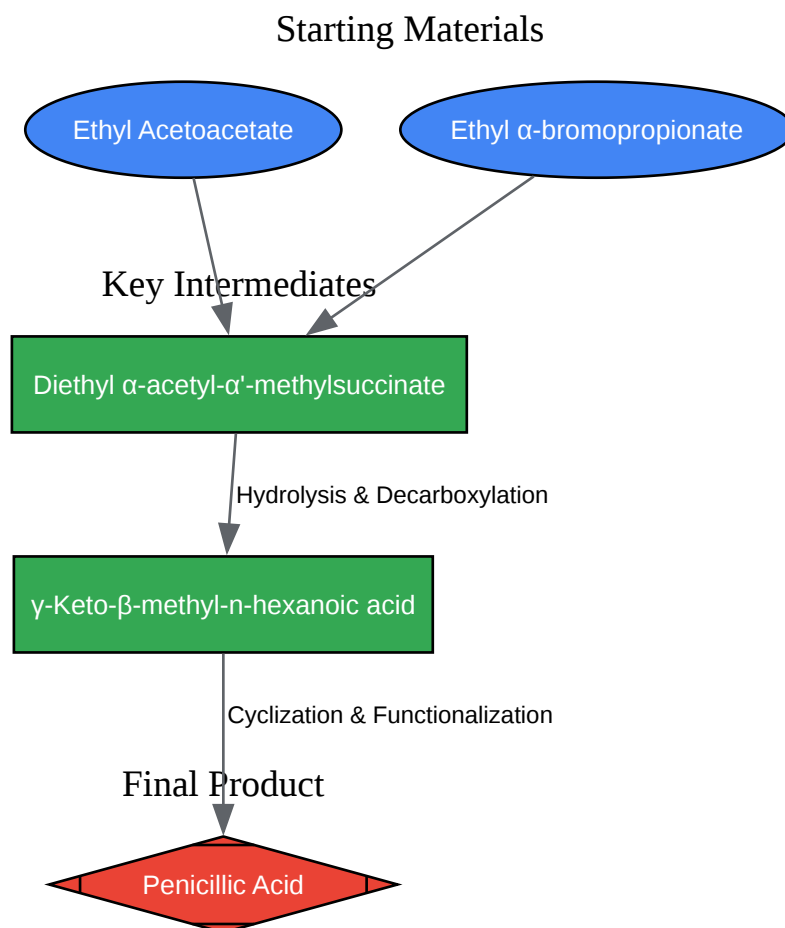 Starting Materials
Ethyl Acetoacetate
Ethyl α-bromopropionate
Key Intermediates
Diethyl α-acetyl-α'-methylsuccinate
Hydrolysis & Decarboxylation
γ-Keto-β-methyl-n-hexanoic acid
Cyclization & Functionalization
Final Product
Penicillic Acid